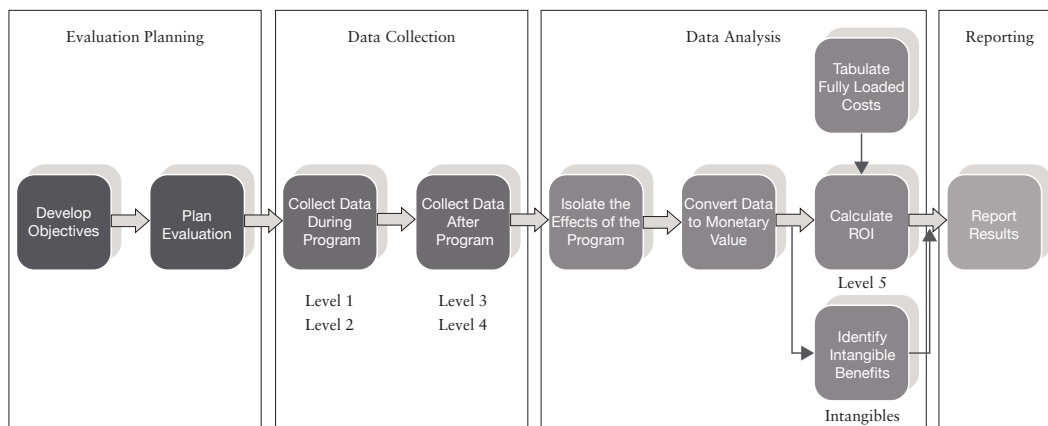 Evaluation Planning
Data Collection
Data Analysis
Reporting
Tabulate
Fully Loaded
Costs
Develop
Objectives
Plan
Evaluation
Collect Data
During
Program
Collect Data
After
Program
Isolate the
Effects of the
Program
Convert Data
to Monetary
Value
Calculate
ROI
Report
Results
Level 1
Level 2
Level 3
Level 4
Level 5
Identify
Intangible
Benefits
Intangibles